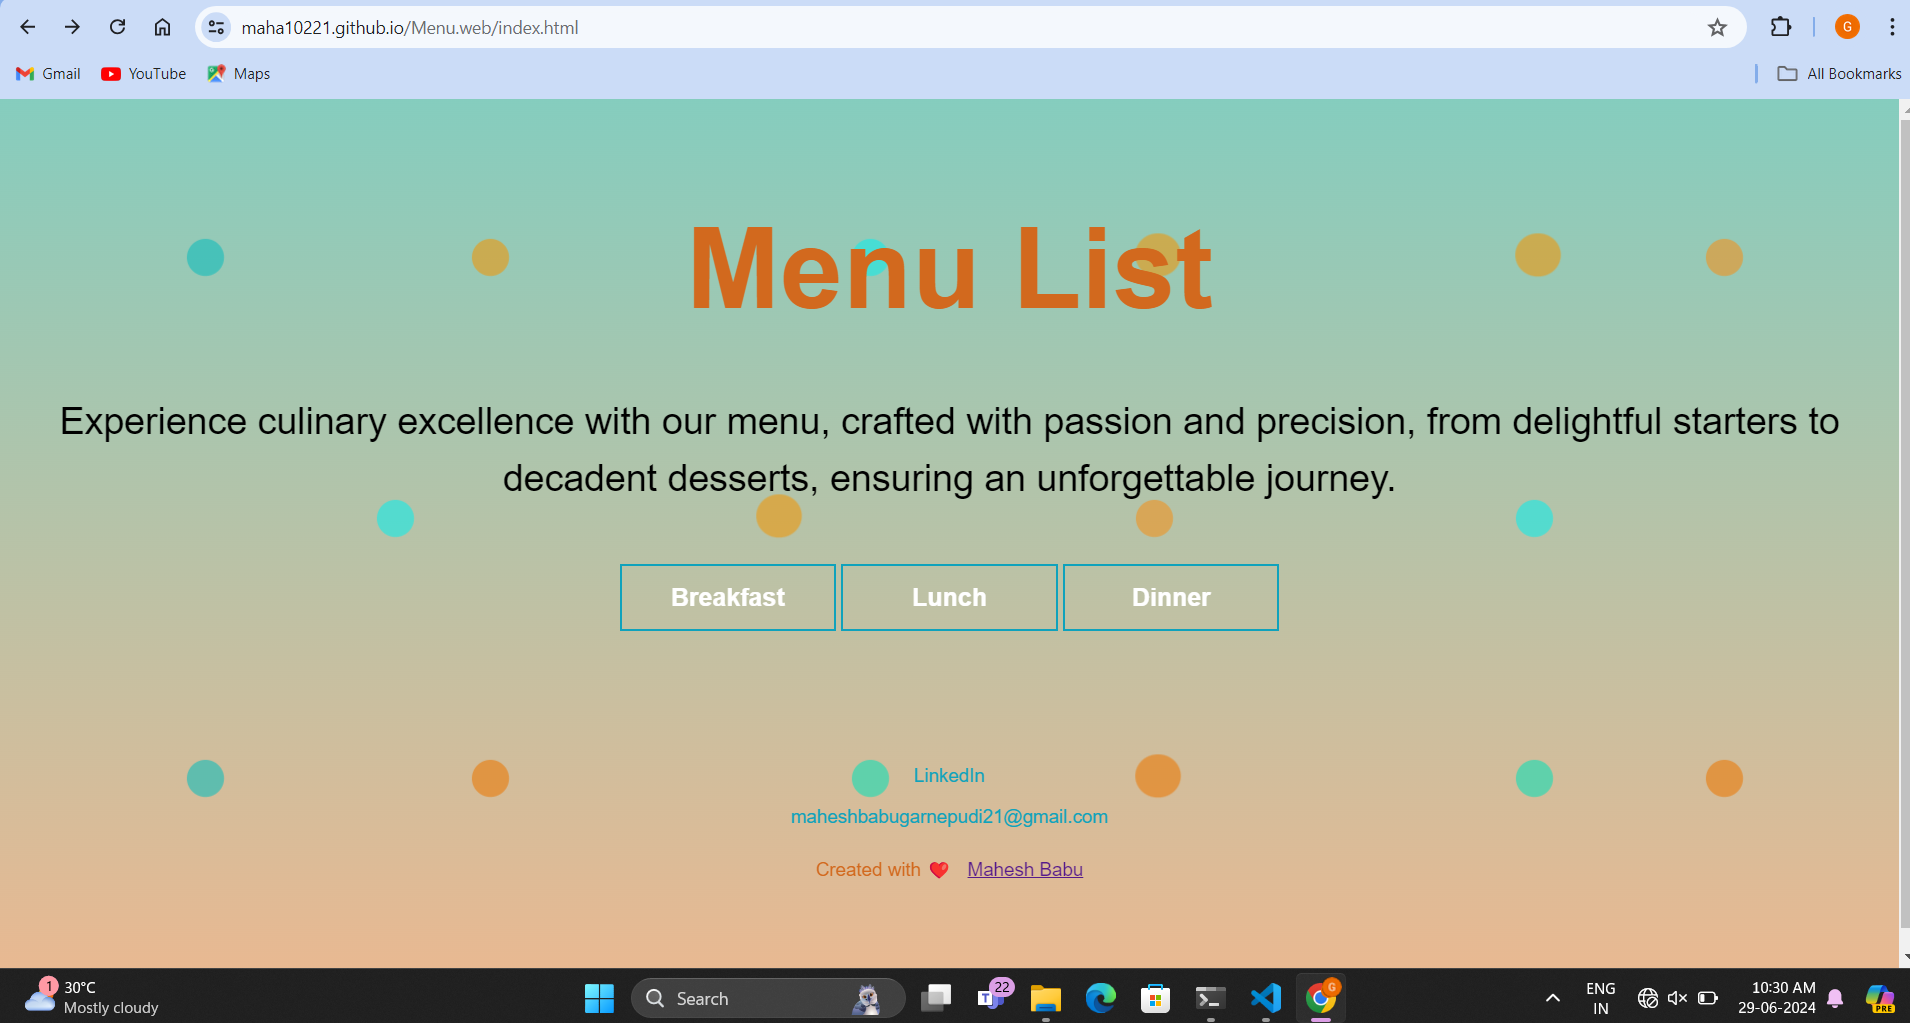 maha10221.github.io/Menu.web/index.html
G
Gmail
YouTube
Maps
All Bookmarks
Menu List
Experience culinary excellence with our menu, crafted with passion and precision, from delightful starters to
decadent desserts, ensuring an unforgettable journey.
Breakfast
Lunch
Dinner
LinkedIn
maheshbabugarnepudi21@gmail.com
Created with ❤️ Mahesh Babu
1
30°C
Mostly cloudy
Search
T
22
G
ENG
IN
10:30 AM
29-06-2024
PRE